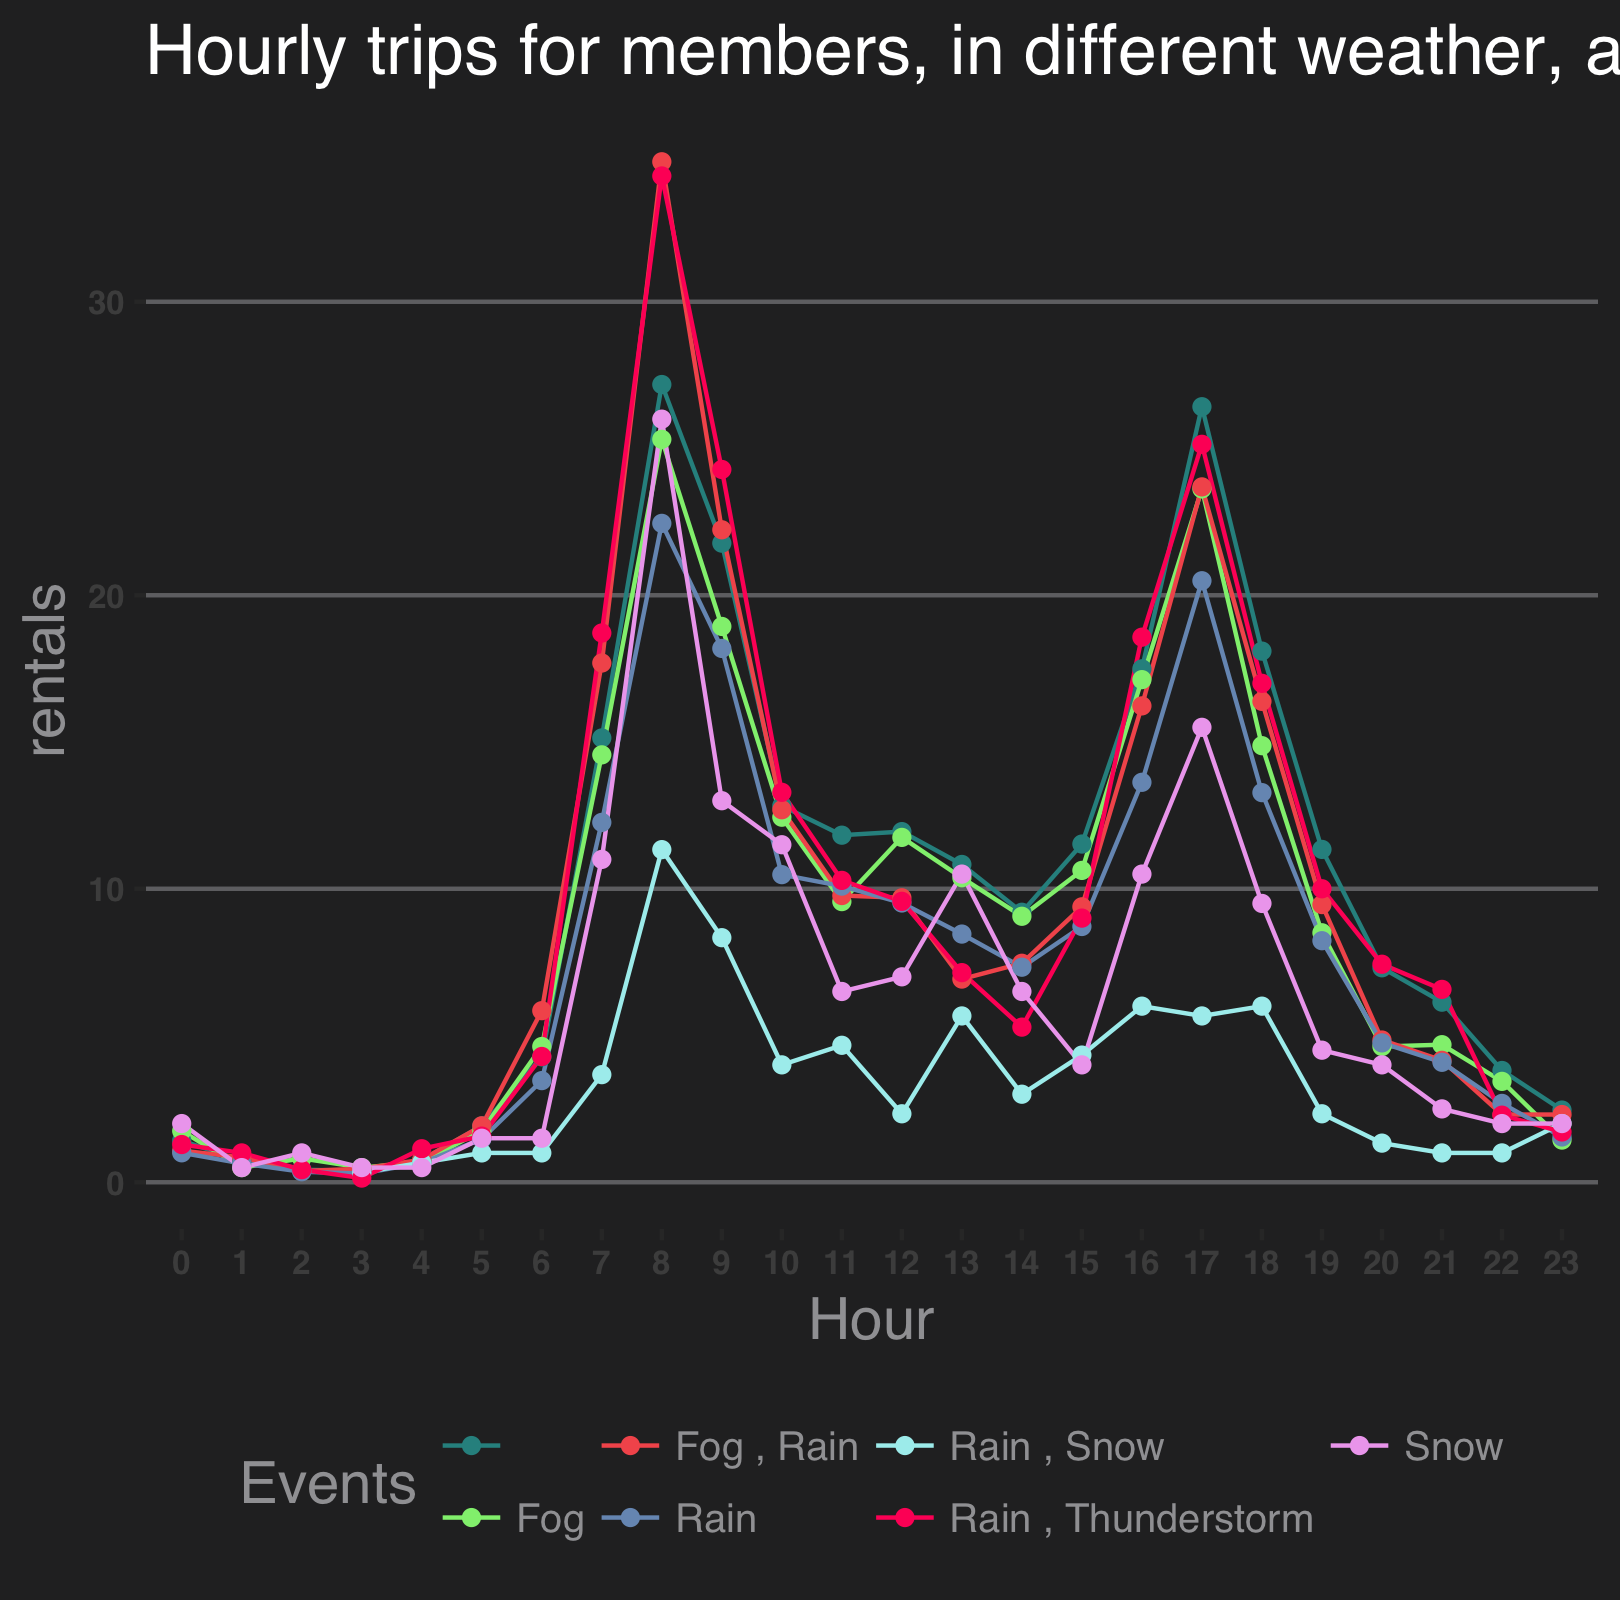 Hourly trips for members, in different weather, a
rentals
30
20
10
0
0 1 2 3 4 5 6 7 8 9 10 11 12 13 14 15 16 17 18 19 20 21 22 23
Hour
Events
Fog , Rain Rain , Snow Snow
Fog Rain Rain , Thunderstorm